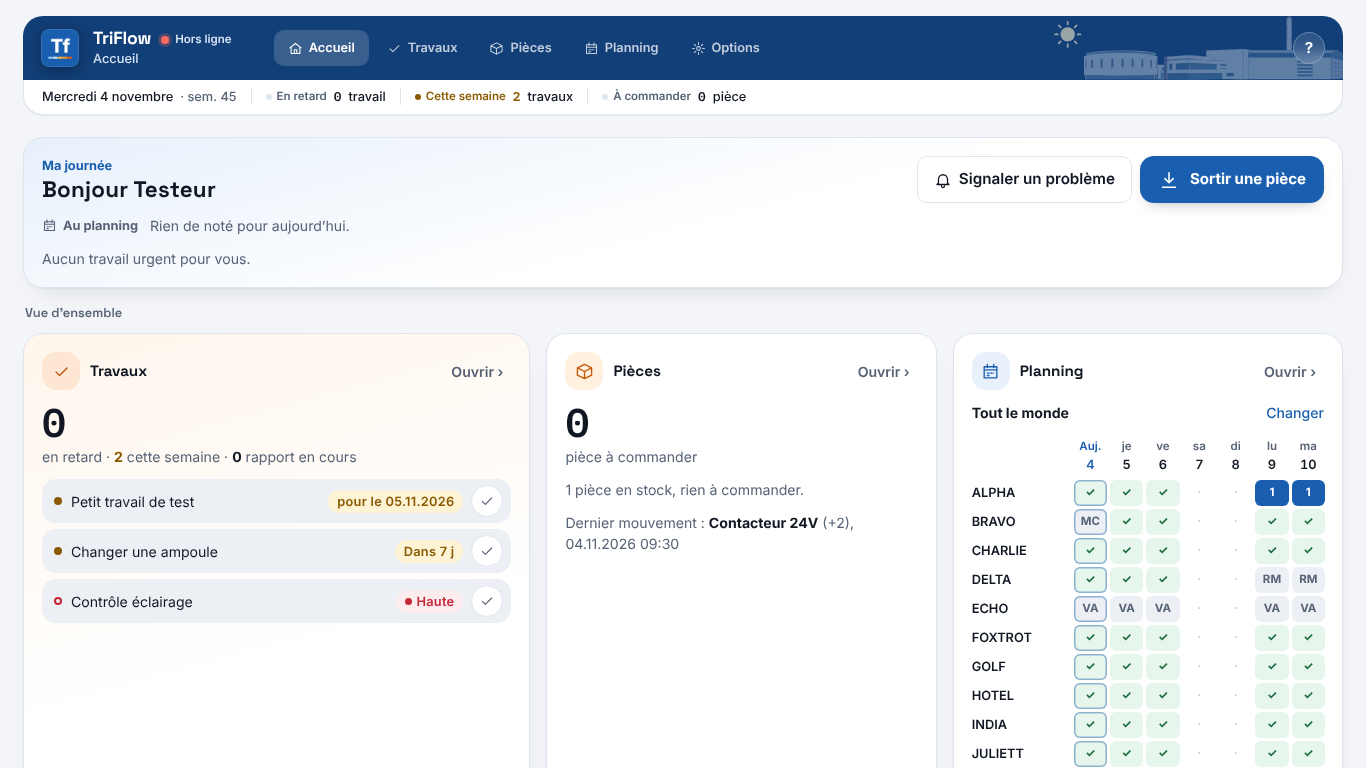 Tf TriFlow Hors ligne
Accueil
Accueil Travaux Pièces Planning Options ?
Mercredi 4 novembre · sem. 45 En retard 0 travail Cette semaine 2 travaux À commander 0 pièce
Ma journée
Bonjour Testeur
Signaler un problème Sortir une pièce
Au planning Rien de noté pour aujourd’hui.
Aucun travail urgent pour vous.
Vue d’ensemble
Travaux Ouvrir ›
0
en retard · 2 cette semaine · 0 rapport en cours
Petit travail de test pour le 05.11.2026
Changer une ampoule Dans 7 j
Contrôle éclairage Haute
Pièces Ouvrir ›
0
pièce à commander
1 pièce en stock, rien à commander.
Dernier mouvement : Contacteur 24V (+2),
04.11.2026 09:30
Planning Ouvrir ›
Tout le monde Changer
Auj. je ve sa di lu ma
4 5 6 7 8 9 10
ALPHA ✓ ✓ ✓ · · 1 1
BRAVO MC ✓ ✓ · · ✓ ✓
CHARLIE ✓ ✓ ✓ · · ✓ ✓
DELTA ✓ ✓ ✓ · · RM RM
ECHO VA VA VA · · VA VA
FOXTROT ✓ ✓ ✓ · · ✓ ✓
GOLF ✓ ✓ ✓ · · ✓ ✓
HOTEL ✓ ✓ ✓ · · ✓ ✓
INDIA ✓ ✓ ✓ · · ✓ ✓
JULIETT ✓ ✓ ✓ · · ✓ ✓